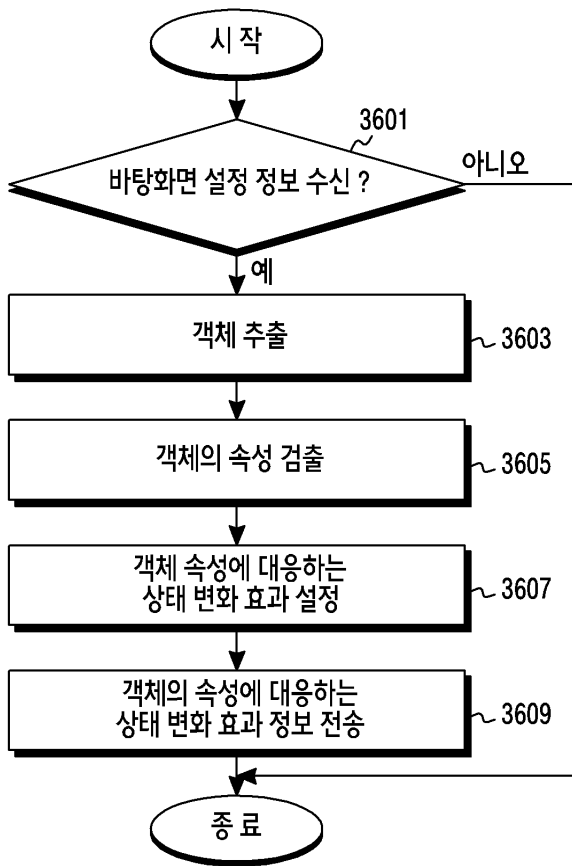 시 작
3601
바탕화면 설정 정보 수신 ?
아니오
예
객체 추출
3603
객체의 속성 검출
3605
객체 속성에 대응하는
상태 변화 효과 설정
3607
객체의 속성에 대응하는
상태 변화 효과 정보 전송
3609
종 료